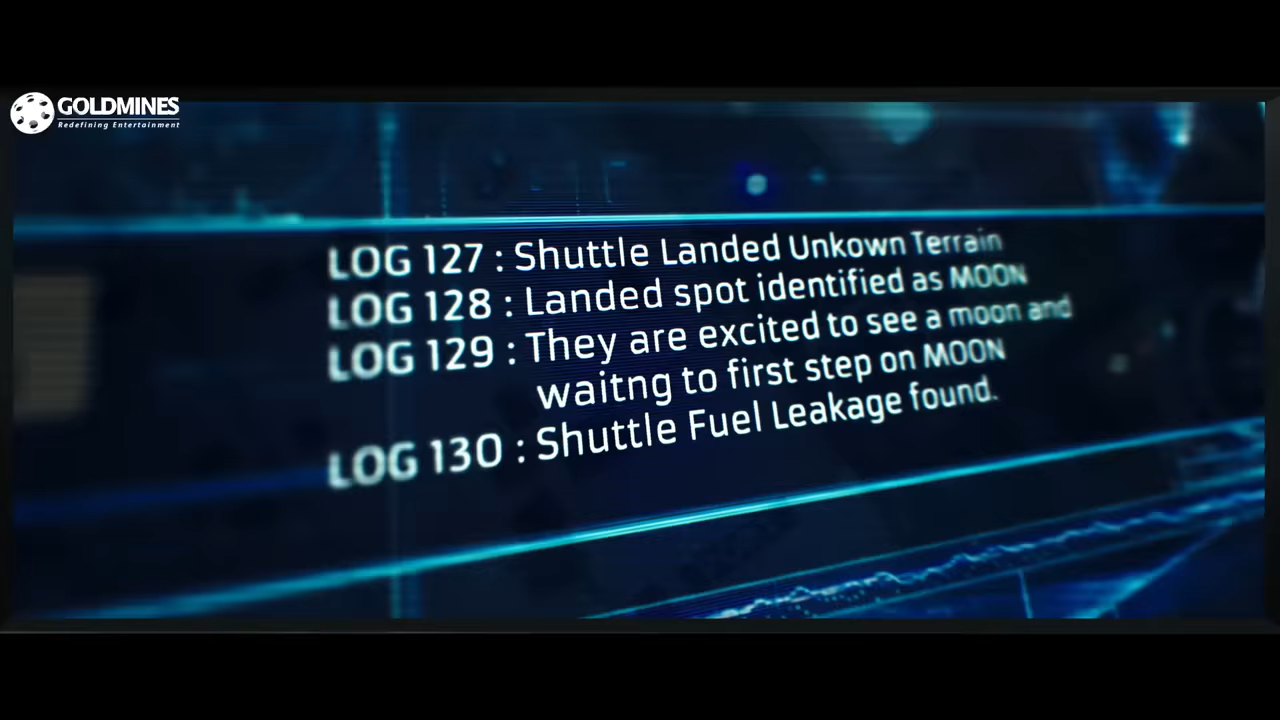 GOLDMINES
Redefining Entertainment
LOG 127 : Shuttle Landed Unkown Terrain
LOG 128 : Landed spot identified as MOON
LOG 129 : They are excited to see a moon and
waitng to first step on MOON
LOG 130 : Shuttle Fuel Leakage found.